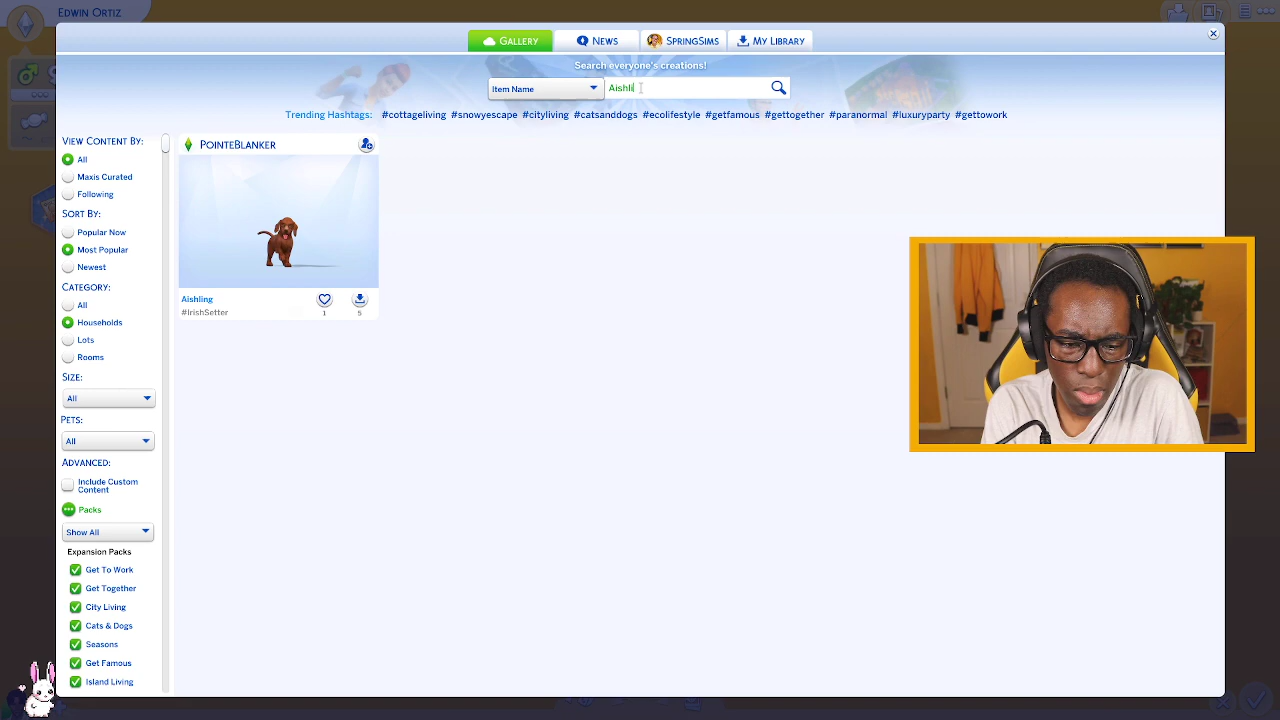 Edwin Ortiz
Gallery
News
SpringSims
My Library
Search everyone's creations!
Item Name
Aishli
Trending Hashtags: #cottageliving #snowyescape #cityliving #catsanddogs #ecolifestyle #getfamous #gettogether #paranormal #luxuryparty #gettowork
View Content By:
All
Maxis Curated
Following
Sort By:
Popular Now
Most Popular
Newest
Category:
All
Households
Lots
Rooms
Size:
All
Pets:
All
Advanced:
Include Custom
Content
Packs
Show All
Expansion Packs
Get To Work
Get Together
City Living
Cats & Dogs
Seasons
Get Famous
Island Living
PointeBlanker
Aishling
#IrishSetter
1
5